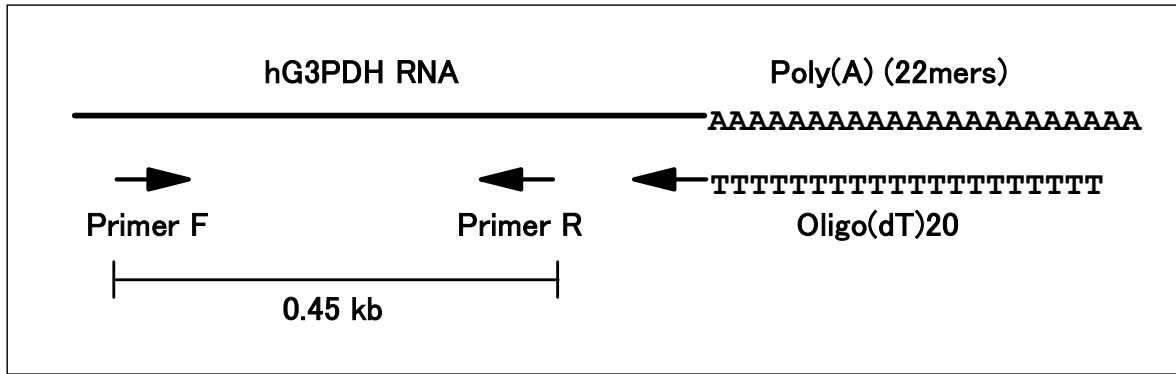 hG3PDH RNA
Poly(A) (22mers)
AAAAAAAAAAAAAAAAAAAAAA
TTTTTTTTTTTTTTTTTTTT
Primer F
Primer R
Oligo(dT)20
0.45 kb